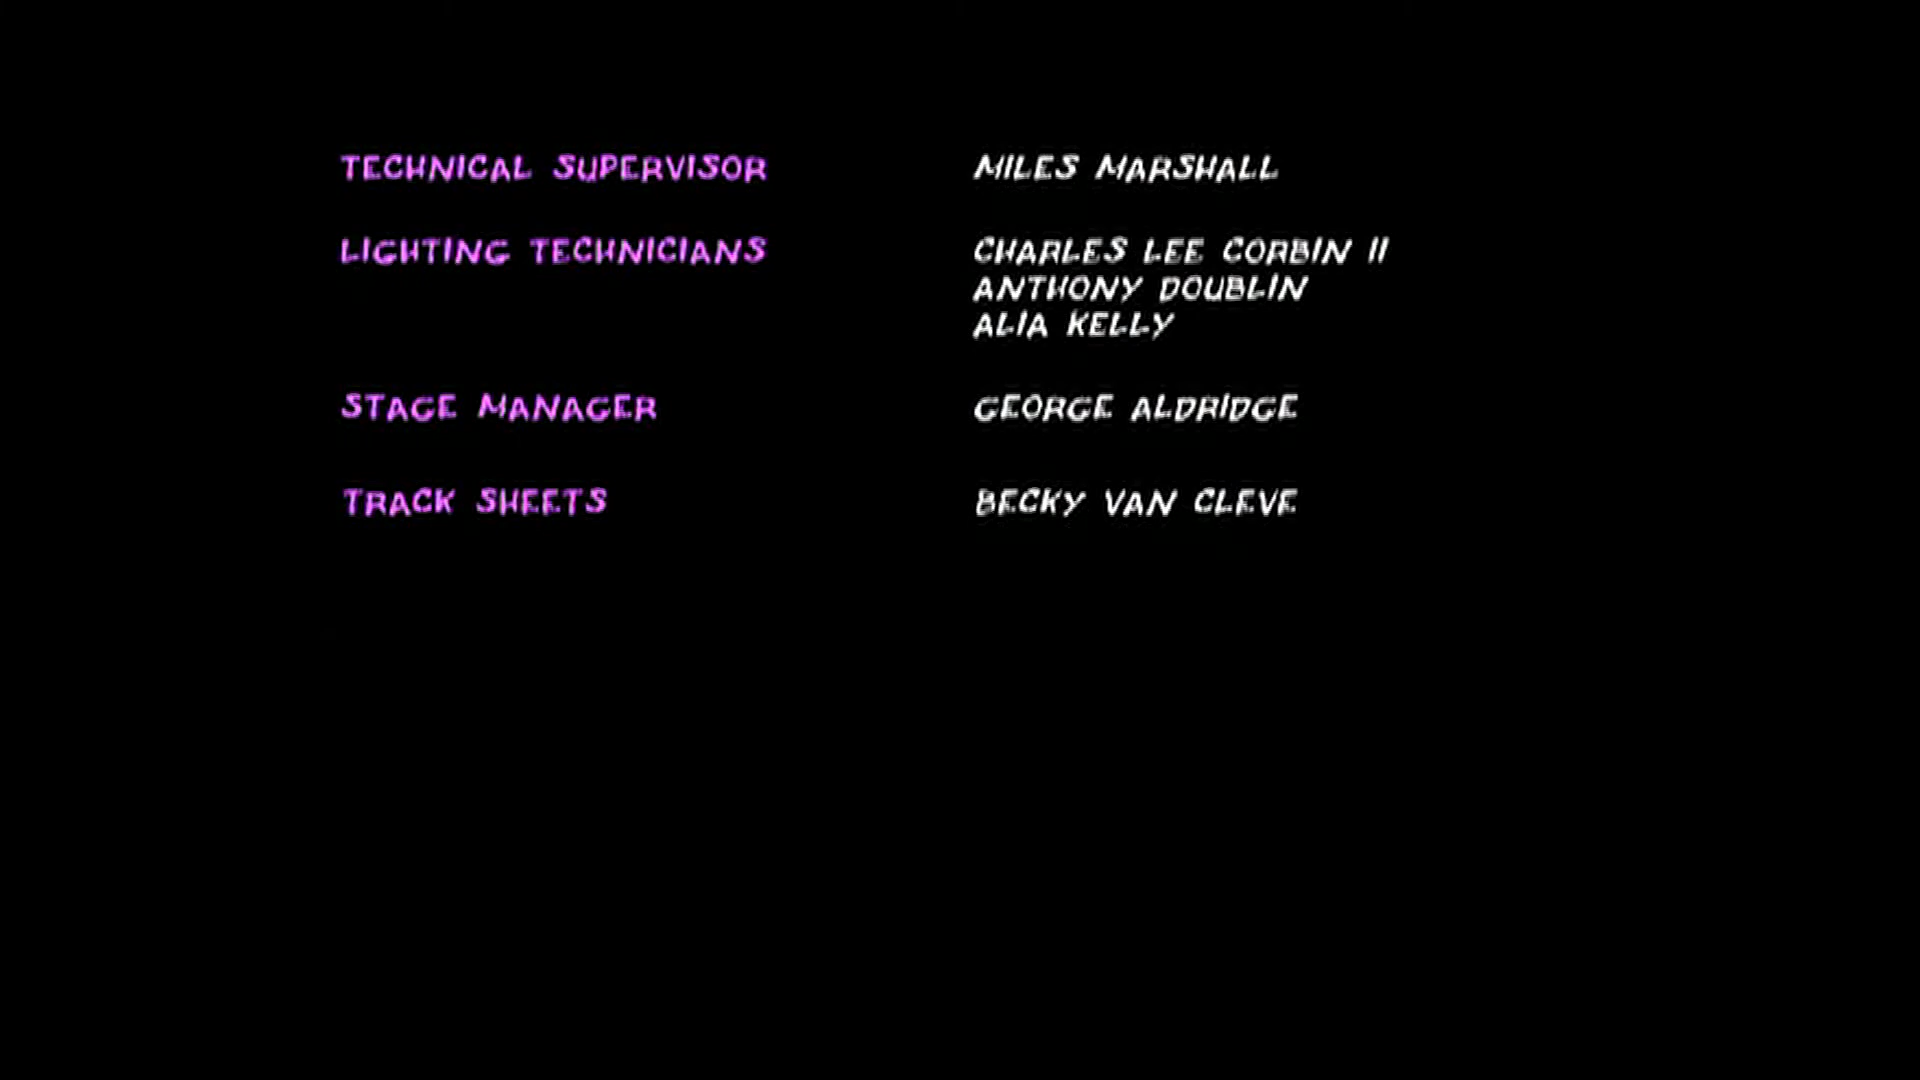 TECHNICAL SUPERVISOR MILES MARSHALL
LIGHTING TECHNICIANS CHARLES LEE CORBIN II
ANTHONY DOUBLIN
ALIA KELLY
STAGE MANAGER GEORGE ALDRIDGE
TRACK SHEETS BECKY VAN CLEVE